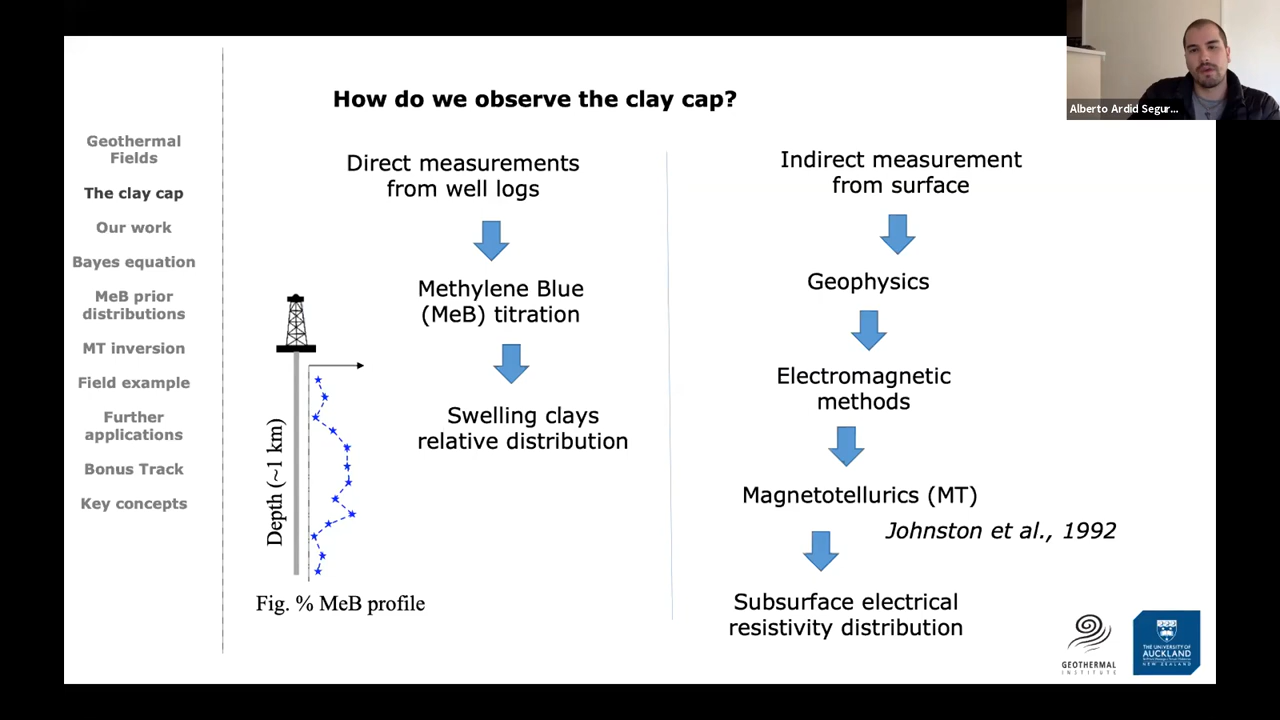 How do we observe the clay cap?
Alberto Ardid Segur...
Geothermal
Fields
The clay cap
Our work
Bayes equation
MeB prior
distributions
MT inversion
Field example
Further
applications
Bonus Track
Key concepts
Direct measurements
from well logs
Methylene Blue
(MeB) titration
Swelling clays
relative distribution
Depth (~1 km)
Fig. % MeB profile
Indirect measurement
from surface
Geophysics
Electromagnetic
methods
Magnetotellurics (MT)
Johnston et al., 1992
Subsurface electrical
resistivity distribution
GEOTHERMAL
INSTITUTE
THE UNIVERSITY OF
AUCKLAND
NEW ZEALAND